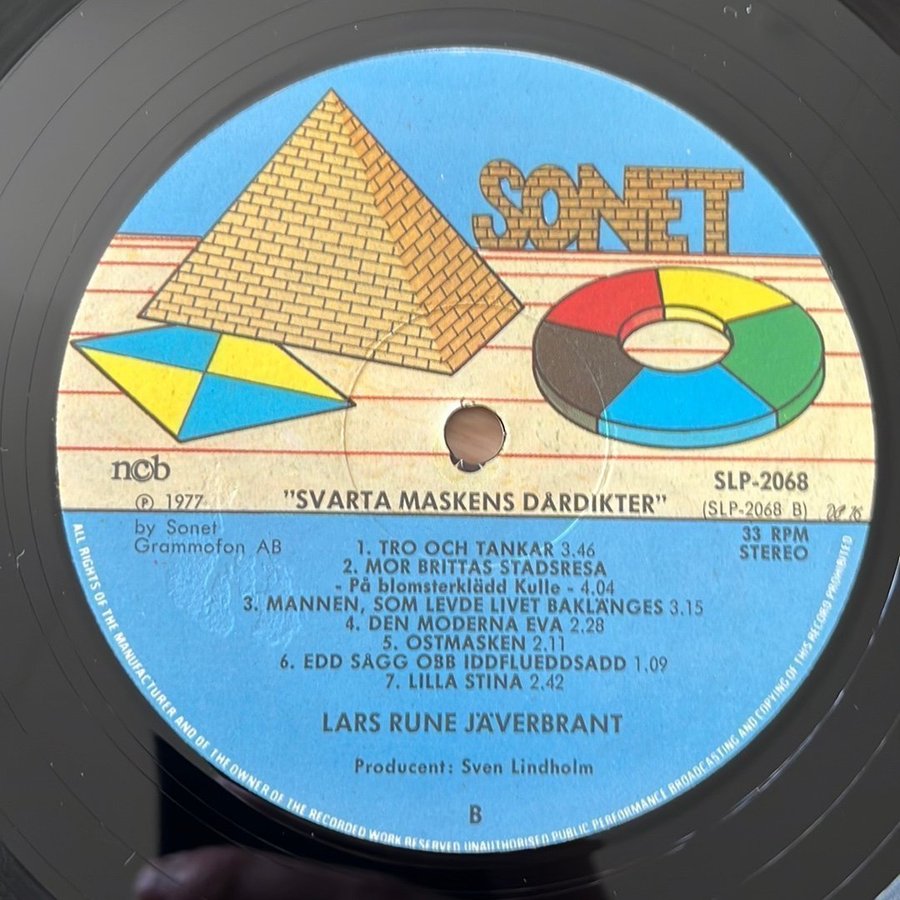 SONET
ncb
SLP-2068
℗ 1977
"SVARTA MASKENS DÅRDIKTER"
(SLP-2068 B)
by Sonet
Grammofon AB
33 RPM
STEREO
1. TRO OCH TANKAR 3.46
2. MOR BRITTAS STADSRESA
- På blomsterklädd Kulle - 4.04
3. MANNEN, SOM LEVDE LIVET BAKLÄNGES 3.15
4. DEN MODERNA EVA 2.28
5. OSTMASKEN 2.11
6. EDD SÅGG OBB IDDFLUEDDSADD 1.09
7. LILLA STINA 2.42
LARS RUNE JÄVERBRANT
Producent: Sven Lindholm
B
ALL RIGHTS OF THE MANUFACTURER AND OF THE OWNER OF THE RECORDED WORK RESERVED UNAUTHORISED PUBLIC PERFORMANCE BROADCASTING AND COPYING OF THIS RECORD PROHIBITED